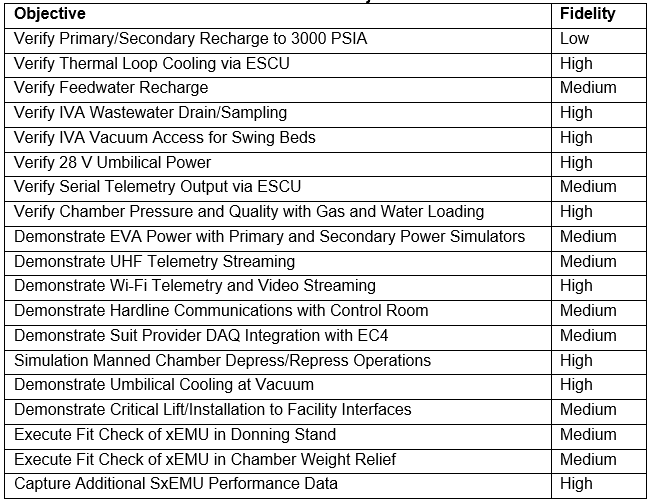 Objective Fidelity
Verify Primary/Secondary Recharge to 3000 PSIA Low
Verify Thermal Loop Cooling via ESCU High
Verify Feedwater Recharge Medium
Verify IVA Wastewater Drain/Sampling High
Verify IVA Vacuum Access for Swing Beds High
Verify 28 V Umbilical Power High
Verify Serial Telemetry Output via ESCU Medium
Verify Chamber Pressure and Quality with Gas and Water Loading High
Demonstrate EVA Power with Primary and Secondary Power Simulators Medium
Demonstrate UHF Telemetry Streaming Medium
Demonstrate Wi-Fi Telemetry and Video Streaming High
Demonstrate Hardline Communications with Control Room Medium
Demonstrate Suit Provider DAQ Integration with EC4 Medium
Simulation Manned Chamber Depress/Repress Operations High
Demonstrate Umbilical Cooling at Vacuum High
Demonstrate Critical Lift/Installation to Facility Interfaces Medium
Execute Fit Check of xEMU in Donning Stand Medium
Execute Fit Check of xEMU in Chamber Weight Relief Medium
Capture Additional SxEMU Performance Data High